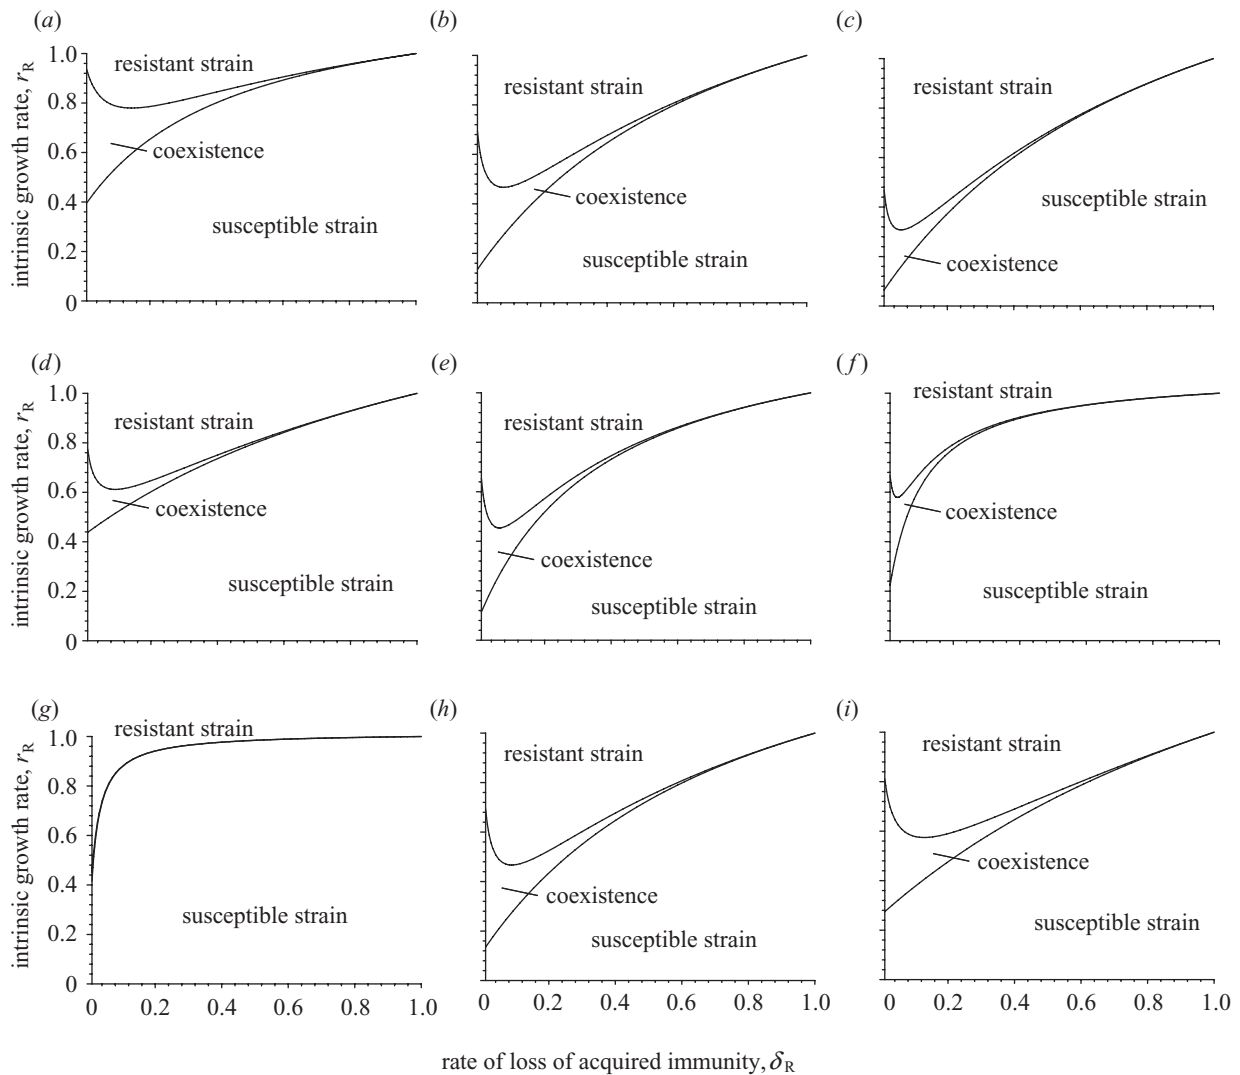 (a)
(b)
(c)
intrinsic growth rate, rR
1.0
0.8
0.6
0.4
0.2
0
resistant strain
coexistence
susceptible strain
resistant strain
coexistence
susceptible strain
resistant strain
susceptible strain
coexistence
(d)
(e)
(f)
intrinsic growth rate, rR
1.0
0.8
0.6
0.4
0.2
0
resistant strain
coexistence
susceptible strain
resistant strain
coexistence
susceptible strain
resistant strain
coexistence
susceptible strain
(g)
(h)
(i)
intrinsic growth rate, rR
1.0
0.8
0.6
0.4
0.2
0
resistant strain
susceptible strain
resistant strain
coexistence
susceptible strain
resistant strain
coexistence
susceptible strain
0 0.2 0.4 0.6 0.8 1.0
0 0.2 0.4 0.6 0.8 1.0
0 0.2 0.4 0.6 0.8 1.0
rate of loss of acquired immunity, δR